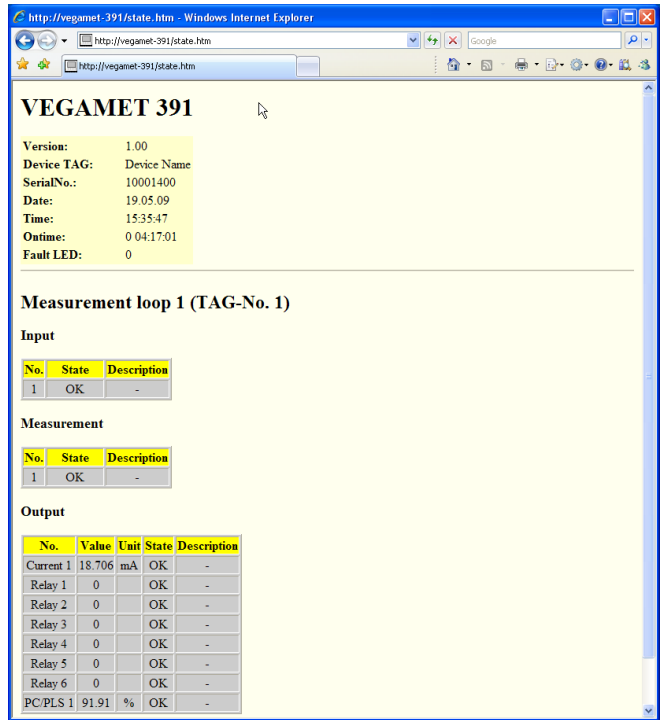 http://vegamet-391/state.htm - Windows Internet Explorer
http://vegamet-391/state.htm
Google
http://vegamet-391/state.htm
VEGAMET 391
Version: 1.00
Device TAG: Device Name
SerialNo.: 10001400
Date: 19.05.09
Time: 15:35:47
Ontime: 0 04:17:01
Fault LED: 0
Measurement loop 1 (TAG-No. 1)
Input
No. State Description
1 OK -
Measurement
No. State Description
1 OK -
Output
No. Value Unit State Description
Current 1 18.706 mA OK -
Relay 1 0 OK -
Relay 2 0 OK -
Relay 3 0 OK -
Relay 4 0 OK -
Relay 5 0 OK -
Relay 6 0 OK -
PC/PLS 1 91.91 % OK -